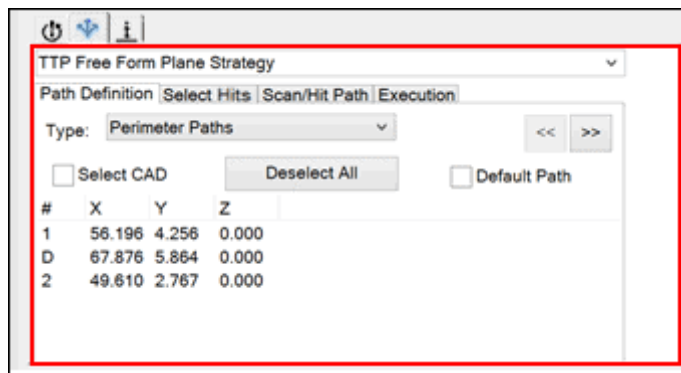 TTP Free Form Plane Strategy
Path Definition Select Hits Scan/Hit Path Execution
Type: Perimeter Paths << >>
Select CAD Deselect All Default Path
# X Y Z
1 56.196 4.256 0.000
D 67.876 5.864 0.000
2 49.610 2.767 0.000